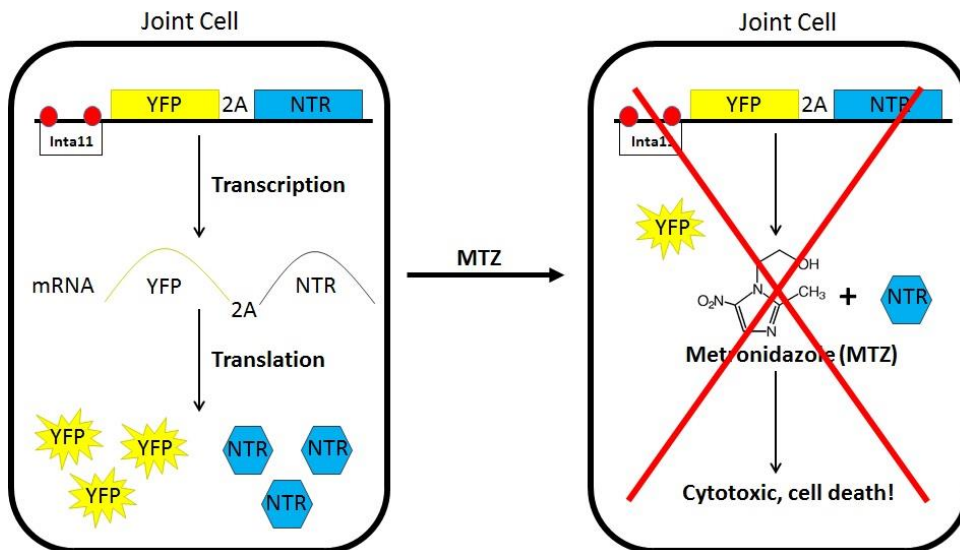 Joint Cell
YFP 2A NTR
Inta11
Transcription
mRNA YFP 2A NTR
Translation
YFP YFP YFP
NTR NTR NTR
MTZ
Joint Cell
YFP 2A NTR
Inta11
YFP
OH
N
CH₃
O₂N
N
+
NTR
Metronidazole (MTZ)
Cytotoxic, cell death!